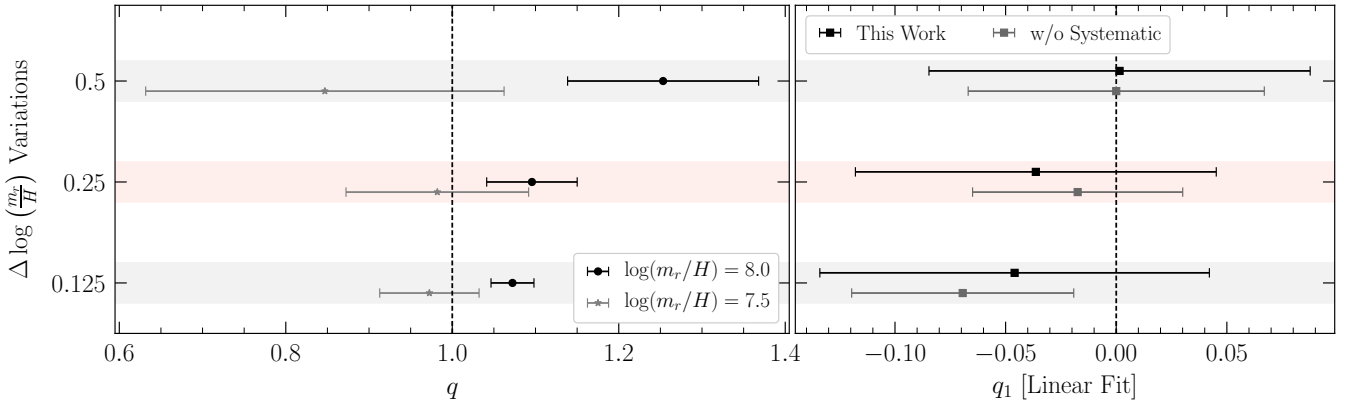 Δ log (m_r/H) Variations
0.5
0.25
0.125
log(m_r/H) = 8.0
log(m_r/H) = 7.5
0.6 0.8 1.0 1.2 1.4
q
This Work w/o Systematic
−0.10 −0.05 0.00 0.05
q_1 [Linear Fit]